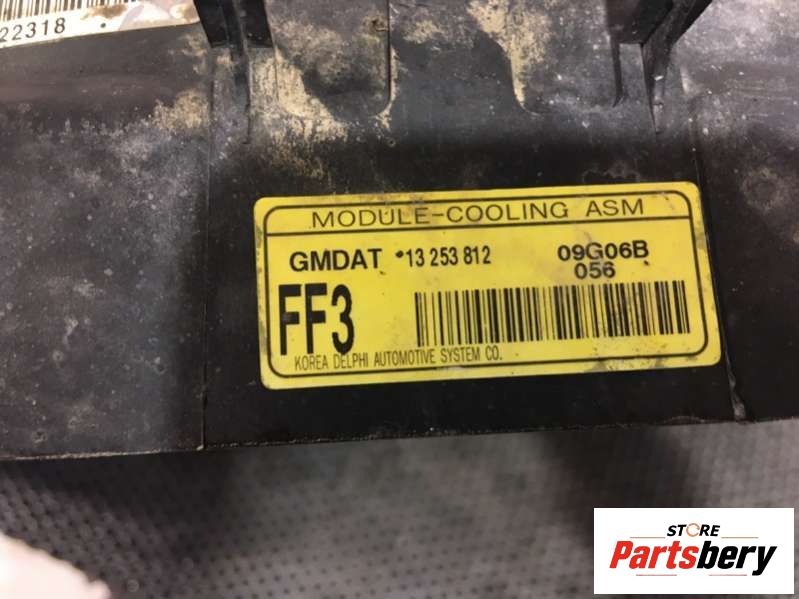 22318
MODULE-COOLING ASM
GMDAT *13 253 812 09G06B
056
FF3
KOREA DELPHI AUTOMOTIVE SYSTEM CO.
STORE
Partsbery